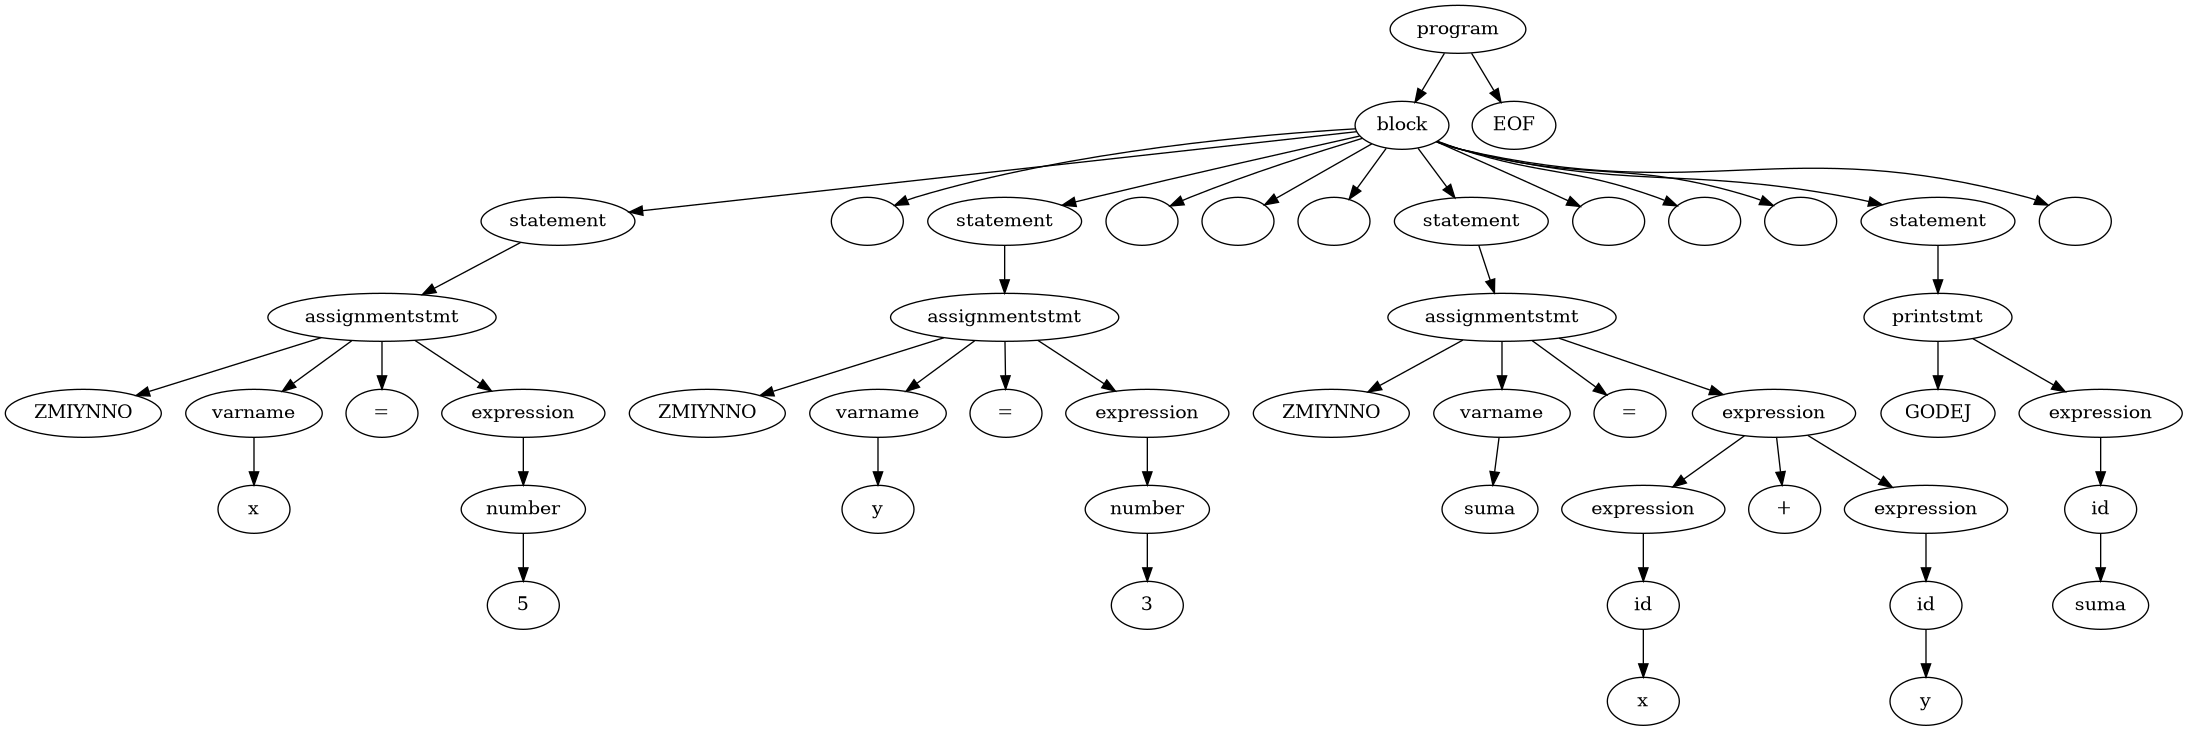 program
block EOF
statement statement statement statement
assignmentstmt assignmentstmt assignmentstmt printstmt
ZMIYNNO varname = expression ZMIYNNO varname = expression ZMIYNNO varname = expression GODEJ expression
x number y number suma expression + expression id
5 3 id id suma
x y